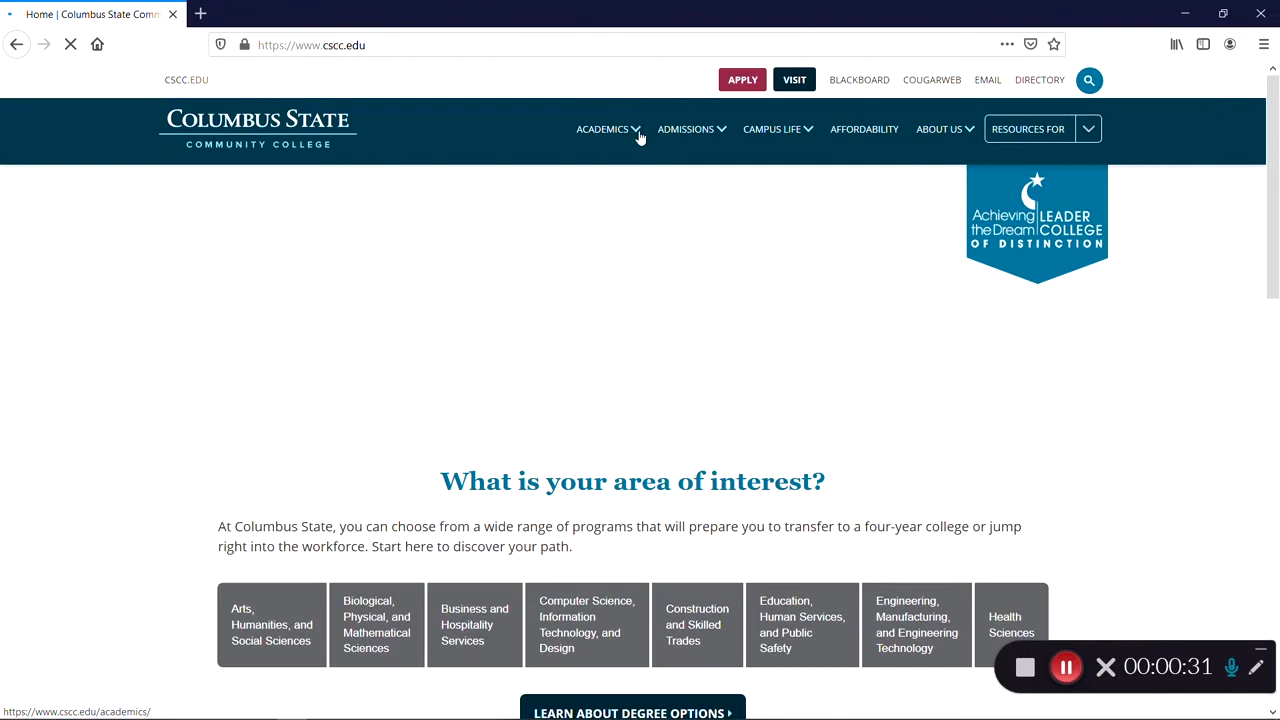 Home | Columbus State Com
https://www.cscc.edu
CSCC.EDU
APPLY
VISIT
BLACKBOARD
COUGARWEB
EMAIL
DIRECTORY
COLUMBUS STATE
COMMUNITY COLLEGE
ACADEMICS
ADMISSIONS
CAMPUS LIFE
AFFORDABILITY
ABOUT US
RESOURCES FOR
Achieving
the Dream
LEADER
COLLEGE
OF DISTINCTION
What is your area of interest?
At Columbus State, you can choose from a wide range of programs that will prepare you to transfer to a four-year college or jump
right into the workforce. Start here to discover your path.
Arts,
Humanities, and
Social Sciences
Biological,
Physical, and
Mathematical
Sciences
Business and
Hospitality
Services
Computer Science,
Information
Technology, and
Design
Construction
and Skilled
Trades
Education,
Human Services,
and Public
Safety
Engineering,
Manufacturing,
and Engineering
Technology
Health
Sciences
00:00:31
LEARN ABOUT DEGREE OPTIONS
https://www.cscc.edu/academics/